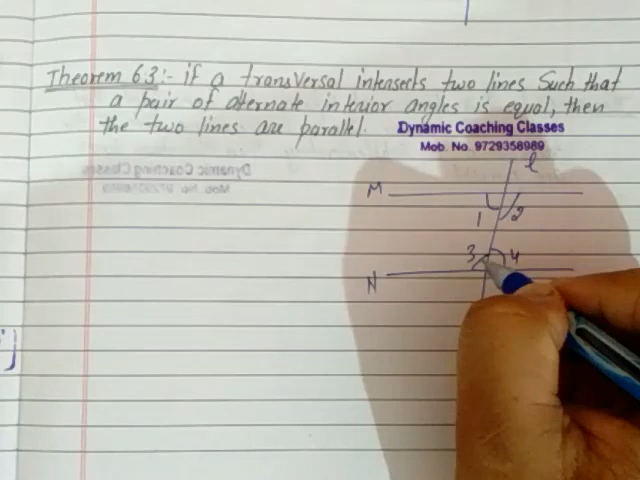 Theorem 6.3:- if a transversal intersects two lines Such that
a pair of alternate interior angles is equal, then
the two lines are parallel.
Dynamic Coaching Classes
Mob. No. 9729358989
l
M
1 2
3 4
N